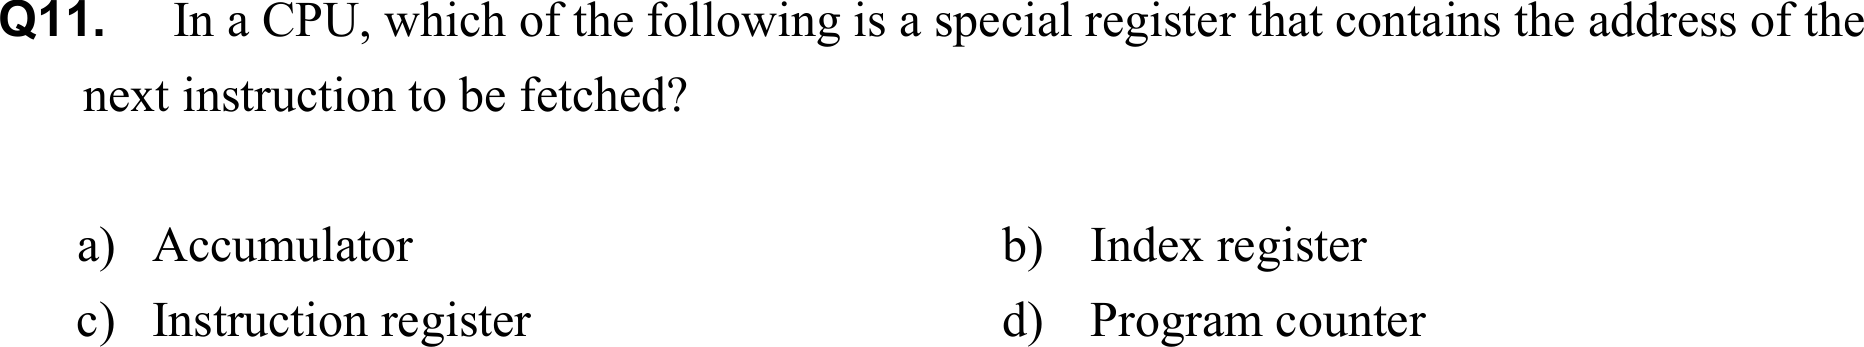 Q11. In a CPU, which of the following is a special register that contains the address of the
next instruction to be fetched?
a) Accumulator b) Index register
c) Instruction register d) Program counter